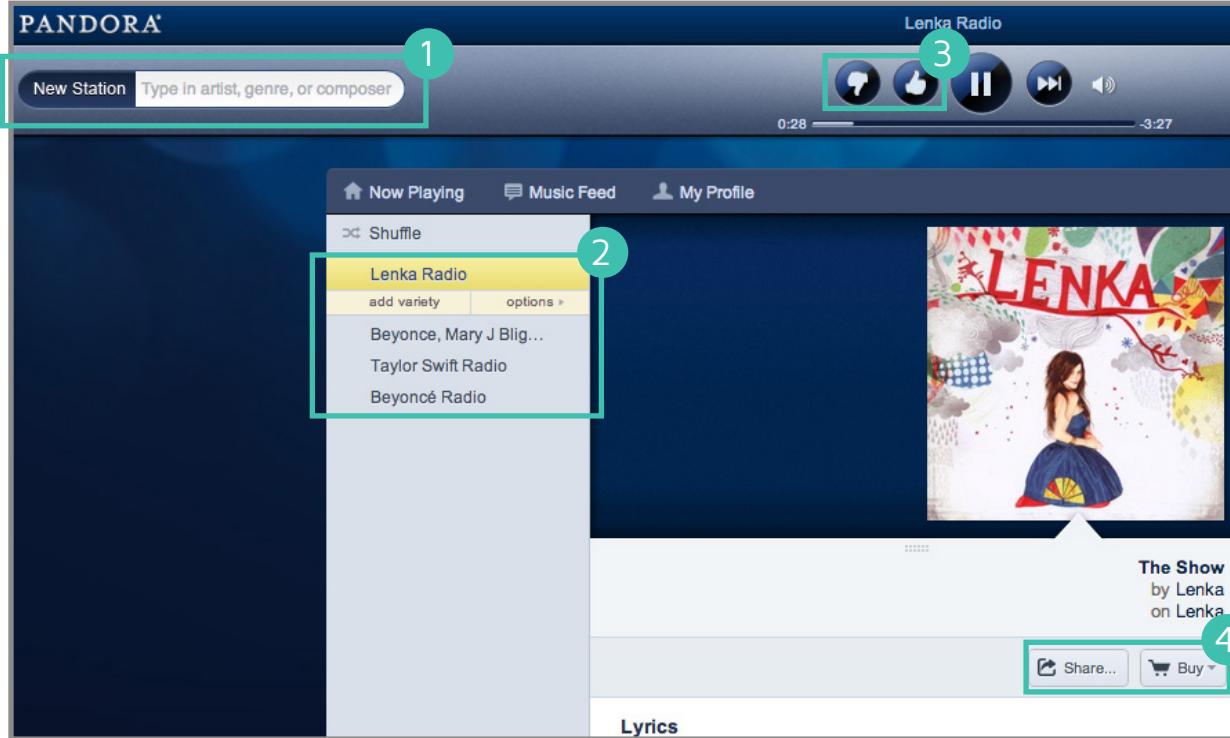 PANDORA
Lenka Radio
1
3
New Station Type in artist, genre, or composer
0:28 -3:27
Now Playing Music Feed My Profile
Shuffle
2
Lenka Radio
add variety options
Beyonce, Mary J Blig...
Taylor Swift Radio
Beyoncé Radio
LENKA
The Show
by Lenka
on Lenka
4
Share... Buy
Lyrics